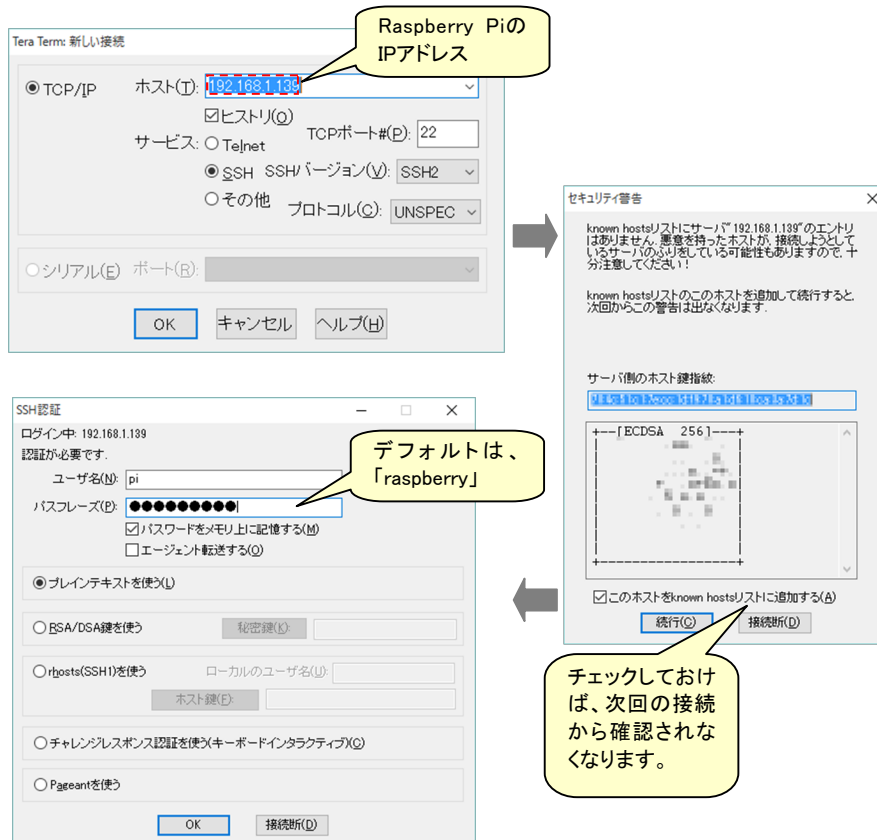 Raspberry Piの
IPアドレス
Tera Term: 新しい接続
TCP/IP
ホスト(T): 192.168.1.139
ヒストリ(O)
サービス:
Telnet
TCPポート#(P): 22
SSH
SSHバージョン(V): SSH2
その他
プロトコル(C): UNSPEC
シリアル(E)
ポート(R):
OK
キャンセル
ヘルプ(H)
セキュリティ警告
known hostsリストにサーバ"192.168.1.139"のエントリ
はありません. 悪意を持ったホストが, 接続しようとして
いるサーバのふりをしている可能性もありますので, 十
分注意してください!
known hostsリストのこのホストを追加して続行すると,
次回からこの警告は出なくなります.
サーバ側のホスト鍵指紋:
+--[ECDSA 256]---+
+-----------------+
このホストをknown hostsリストに追加する(A)
続行(C)
接続断(D)
チェックしておけ
ば、次回の接続
から確認されな
くなります。
SSH認証
ログイン中: 192.168.1.139
認証が必要です.
ユーザ名(N): pi
パスフレーズ(P): ●●●●●●●●●
デフォルトは、
「raspberry」
パスワードをメモリ上に記憶する(M)
エージェント転送する(O)
プレインテキストを使う(L)
RSA/DSA鍵を使う
秘密鍵(K):
rhosts(SSH1)を使う
ローカルのユーザ名(U):
ホスト鍵(F):
チャレンジレスポンス認証を使う(キーボードインタラクティブ)(C)
Pageantを使う
OK
接続断(D)